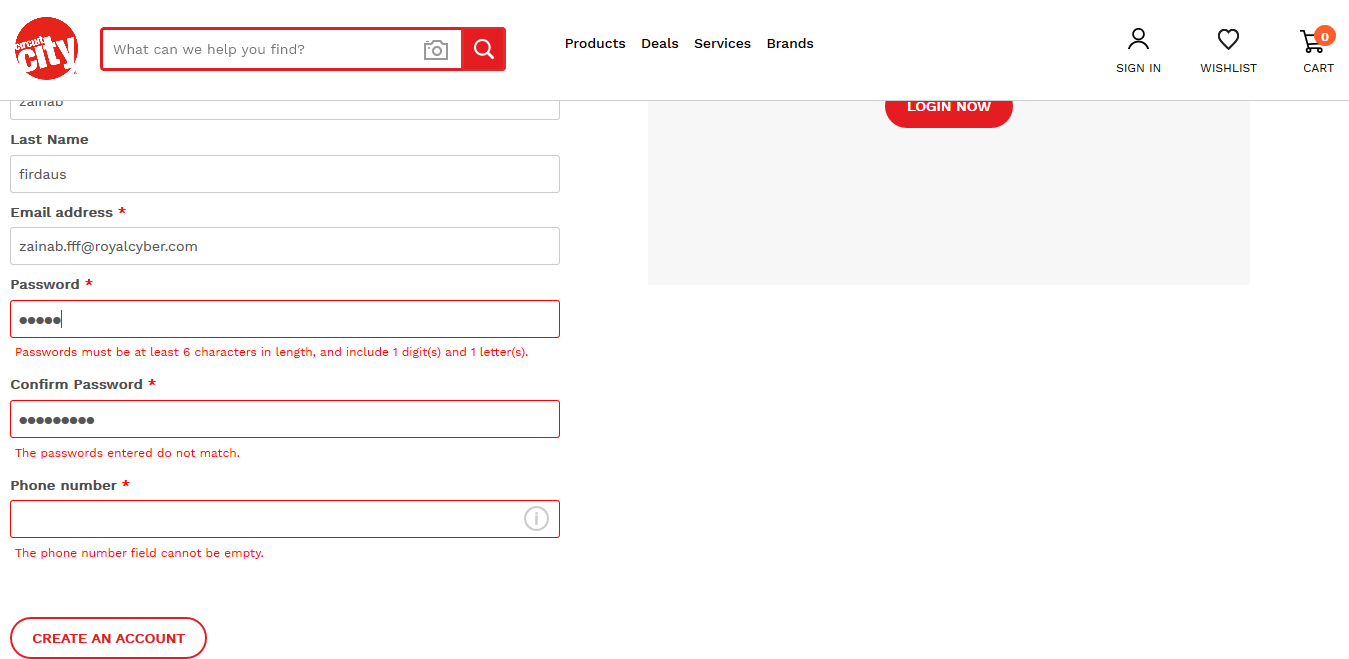 circuit city
What can we help you find?
Products Deals Services Brands
SIGN IN WISHLIST 0 CART
zainab
LOGIN NOW
Last Name
firdaus
Email address *
zainab.fff@royalcyber.com
Password *
●●●●●
Passwords must be at least 6 characters in length, and include 1 digit(s) and 1 letter(s).
Confirm Password *
●●●●●●●●●
The passwords entered do not match.
Phone number *
The phone number field cannot be empty.
CREATE AN ACCOUNT